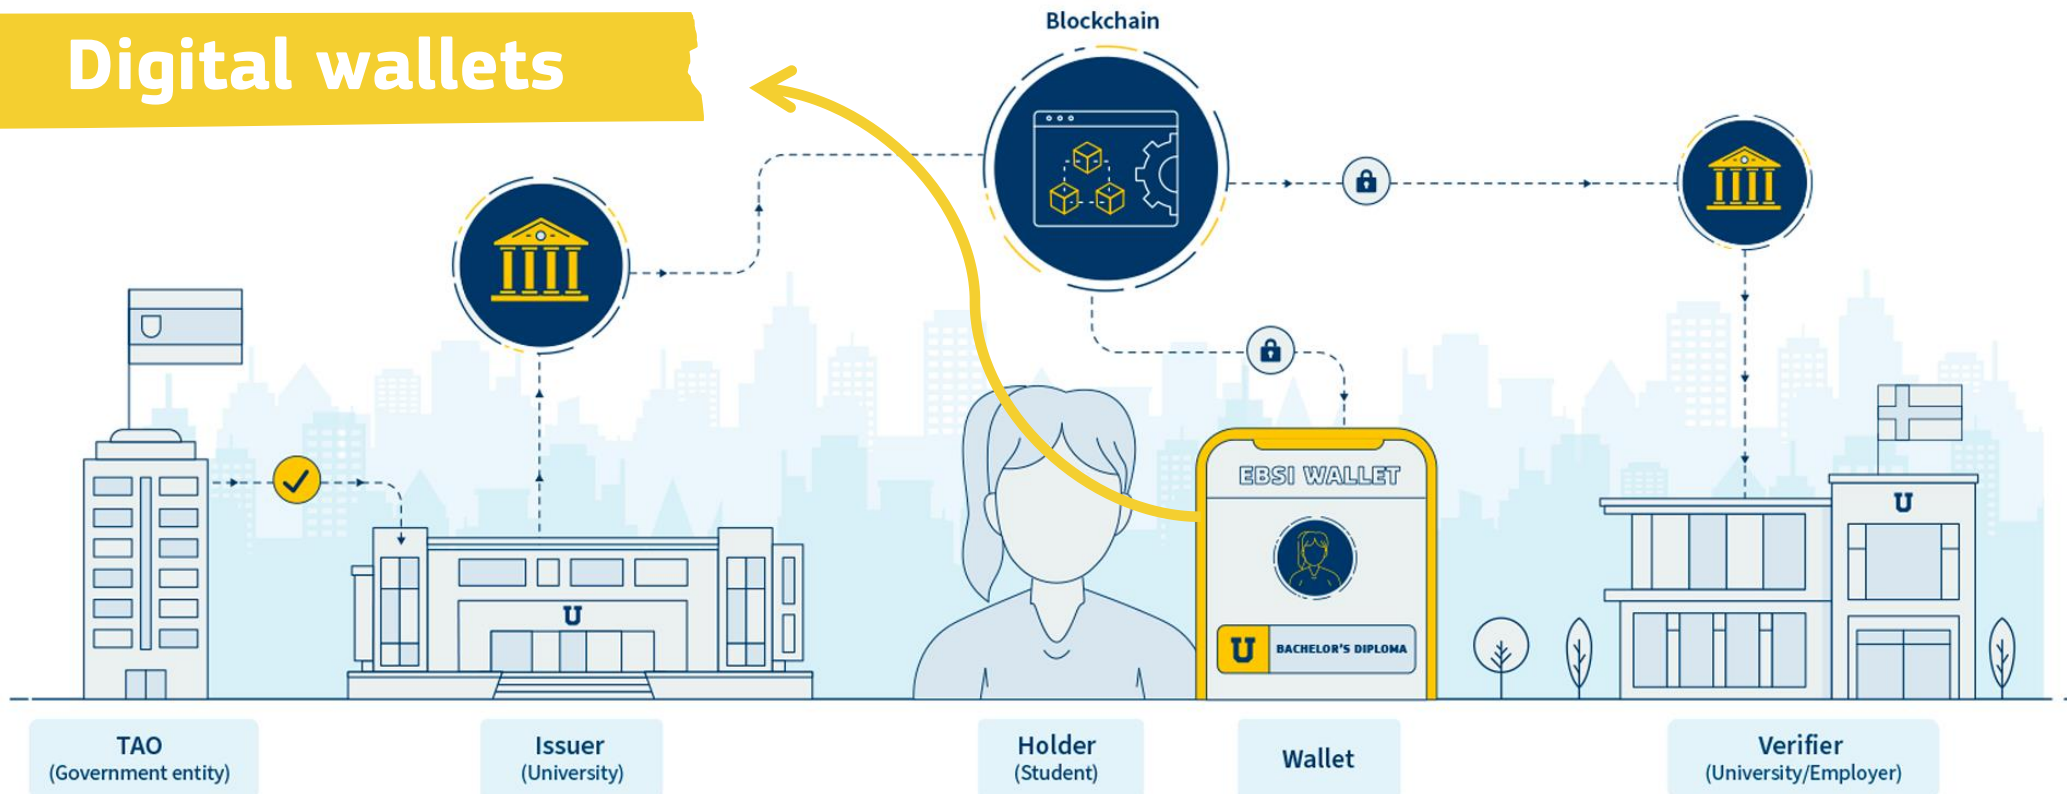 Digital wallets
Blockchain
EBSI WALLET
U
BACHELOR'S DIPLOMA
U
U
TAO
(Government entity)
Issuer
(University)
Holder
(Student)
Wallet
Verifier
(University/Employer)